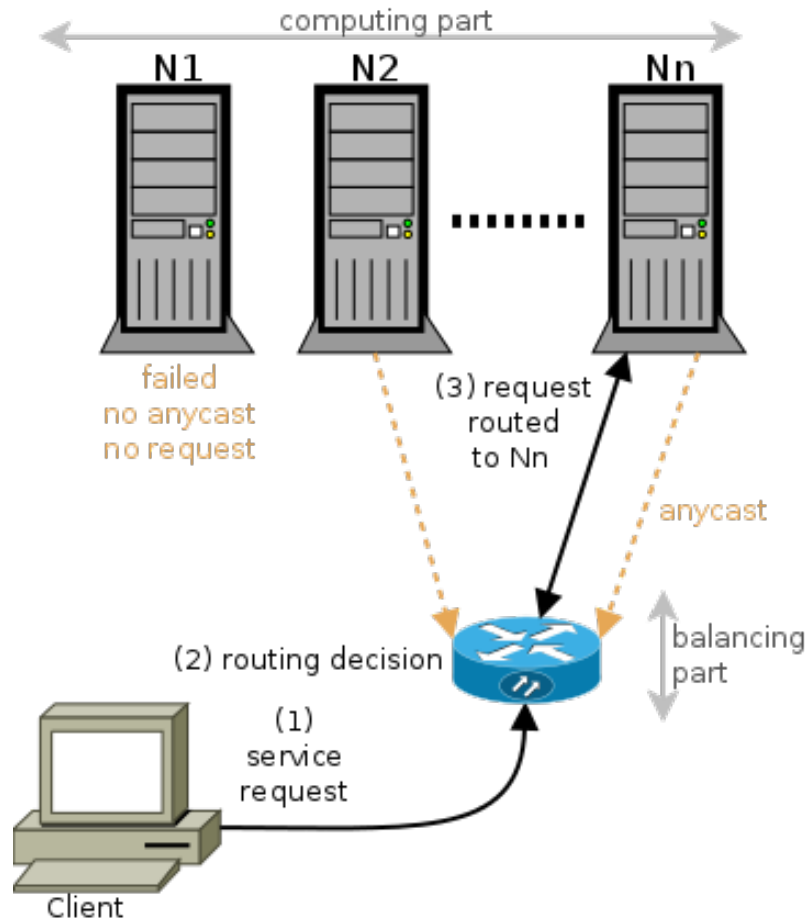 computing part
N1
N2
Nn
failed
no anycast
no request
(3) request
routed
to Nn
anycast
(2) routing decision
balancing
part
(1)
service
request
Client